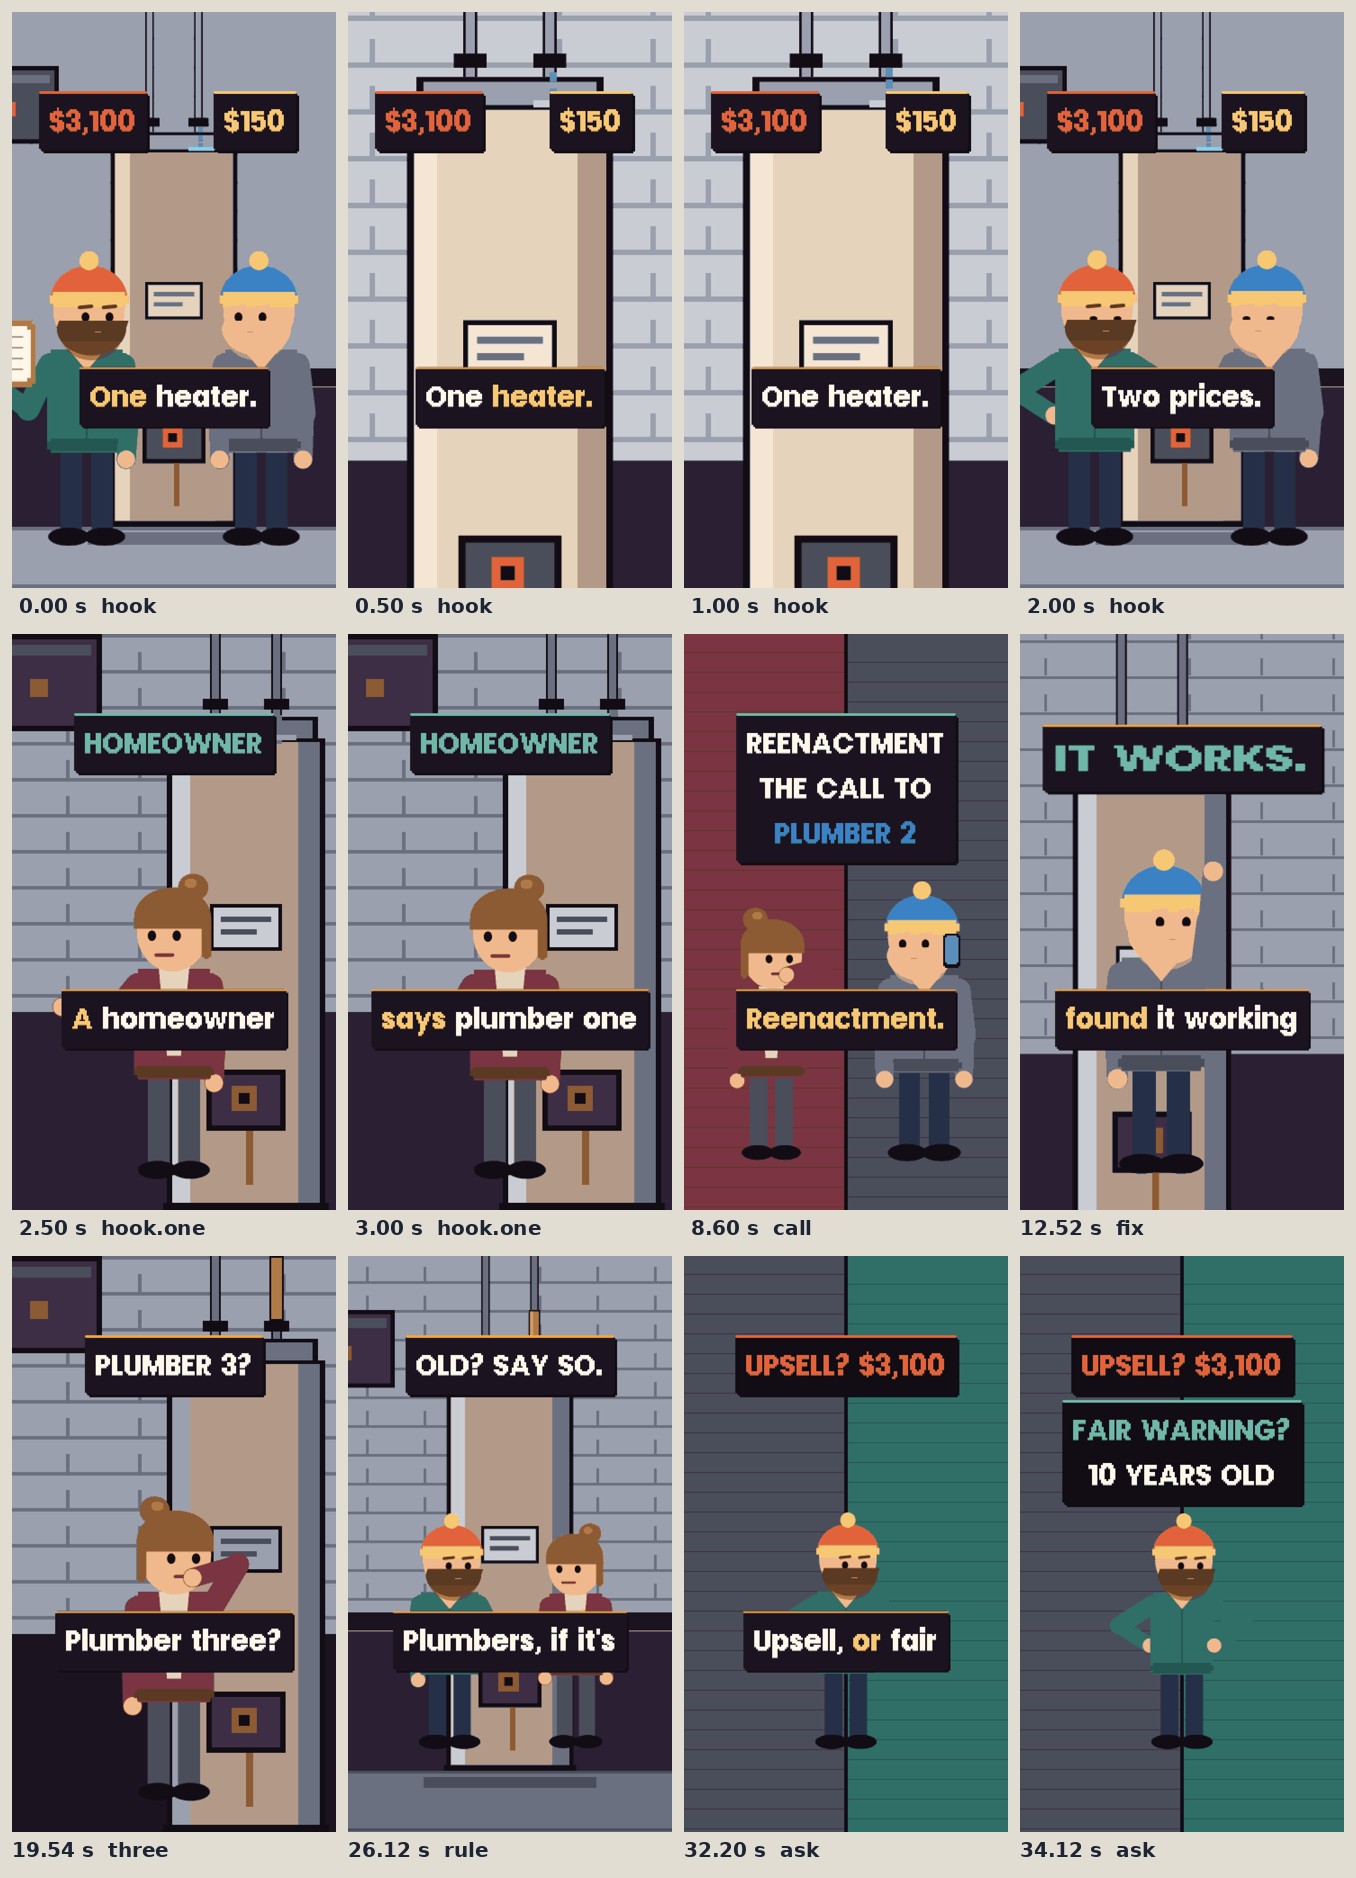 $3,100
$150
One heater.
0.00 s hook
$3,100
$150
One heater.
0.50 s hook
$3,100
$150
One heater.
1.00 s hook
$3,100
$150
Two prices.
2.00 s hook
HOMEOWNER
A homeowner
2.50 s hook.one
HOMEOWNER
says plumber one
3.00 s hook.one
REENACTMENT
THE CALL TO
PLUMBER 2
Reenactment.
8.60 s call
IT WORKS.
found it working
12.52 s fix
PLUMBER 3?
Plumber three?
19.54 s three
OLD? SAY SO.
Plumbers, if it's
26.12 s rule
UPSELL? $3,100
Upsell, or fair
32.20 s ask
UPSELL? $3,100
FAIR WARNING?
10 YEARS OLD
34.12 s ask